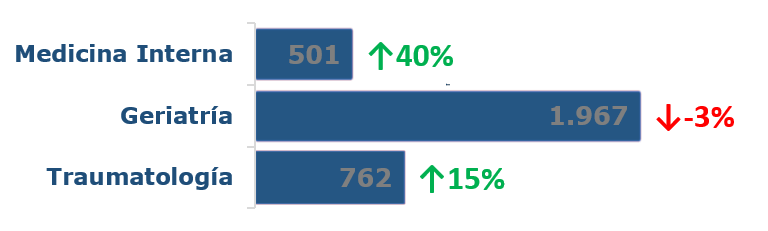 Medicina Interna 501 ↑40%
Geriatría 1.967 ↓-3%
Traumatología 762 ↑15%